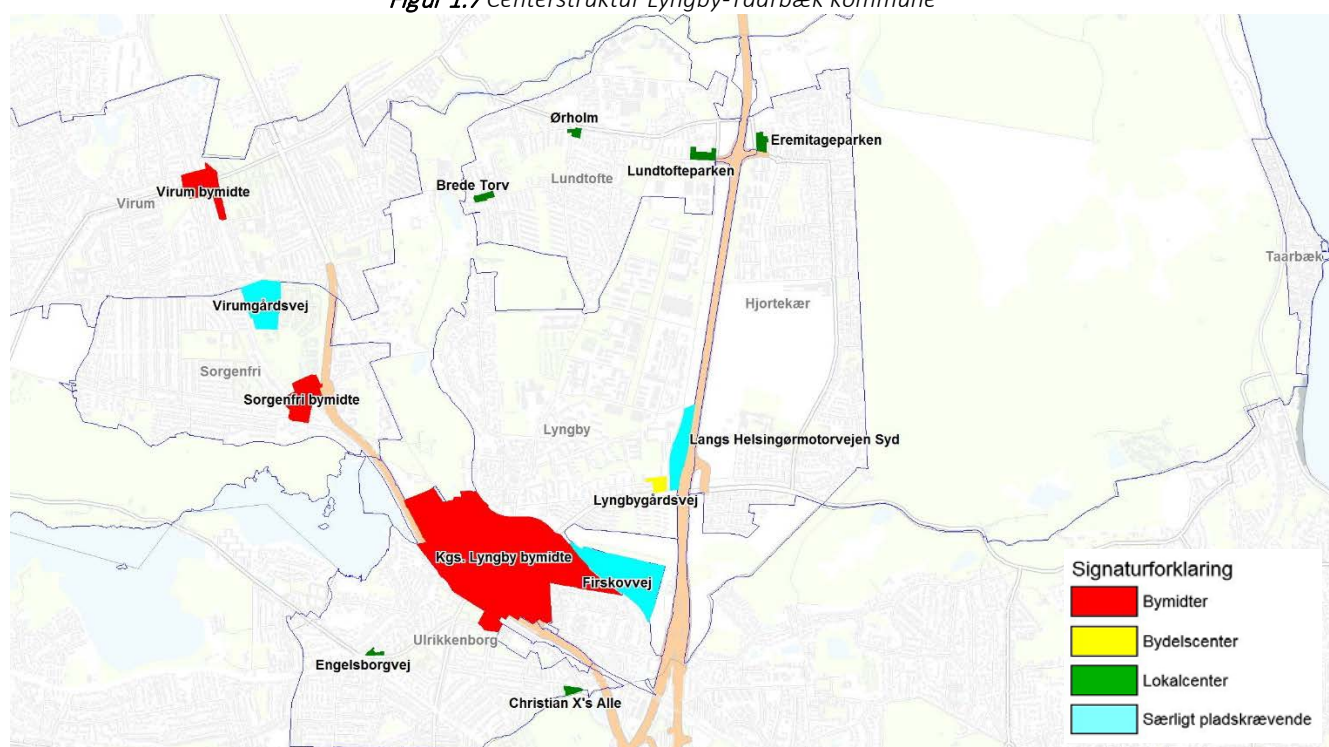 Figur 1.7 Centerstruktur Lyngby-Taarbæk kommune
Ørholm
Eremitageparken
Lundtofteparken
Lundtofte
Brede Torv
Virum bymidte
Virum
Taarbæk
Hjortekær
Virumgårdsvej
Sorgenfri
Sorgenfri bymidte
Lyngby
Langs Helsingørmotorvejen Syd
Lyngbygårdsvej
Kgs. Lyngby bymidte
Firskovvej
Ulrikkenborg
Engelsborgvej
Christian X's Alle
Signaturforklaring
Bymidter
Bydelscenter
Lokalcenter
Særligt pladskrævende